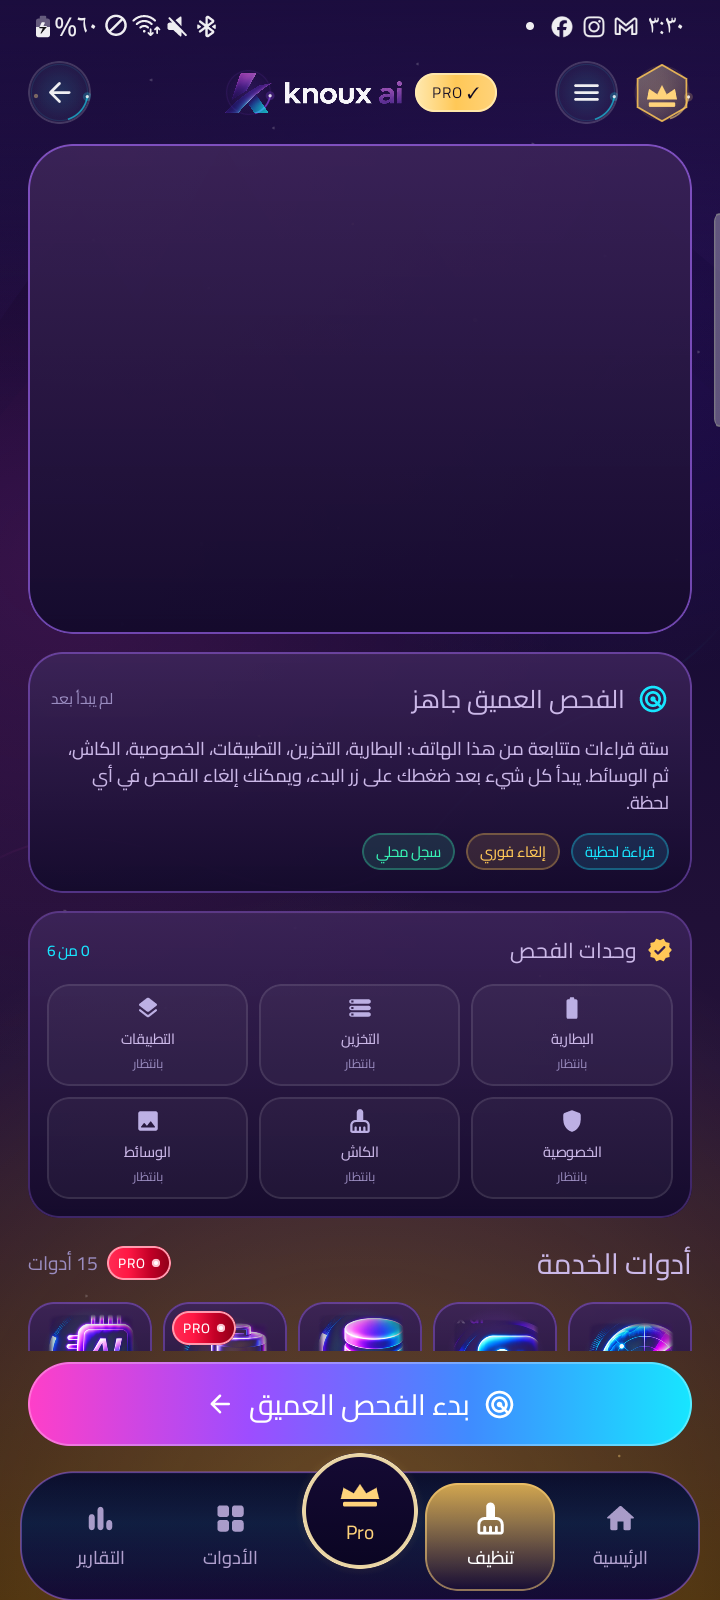 ٣:٣٠
%٦٠
knoux ai
PRO ✓
الفحص العميق جاهز
لم يبدأ بعد
ستة قراءات متتابعة من هذا الهاتف: البطارية، التخزين، التطبيقات، الخصوصية، الكاش،
ثم الوسائط. يبدأ كل شيء بعد ضغطك على زر البدء، ويمكنك إلغاء الفحص في أي
لحظة.
قراءة لحظية
إلغاء فوري
سجل محلي
وحدات الفحص
0 من 6
البطارية
بانتظار
التخزين
بانتظار
التطبيقات
بانتظار
الخصوصية
بانتظار
الكاش
بانتظار
الوسائط
بانتظار
أدوات الخدمة
PRO
15 أدوات
PRO
AI
بدء الفحص العميق
الرئيسية
تنظيف
Pro
الأدوات
التقارير